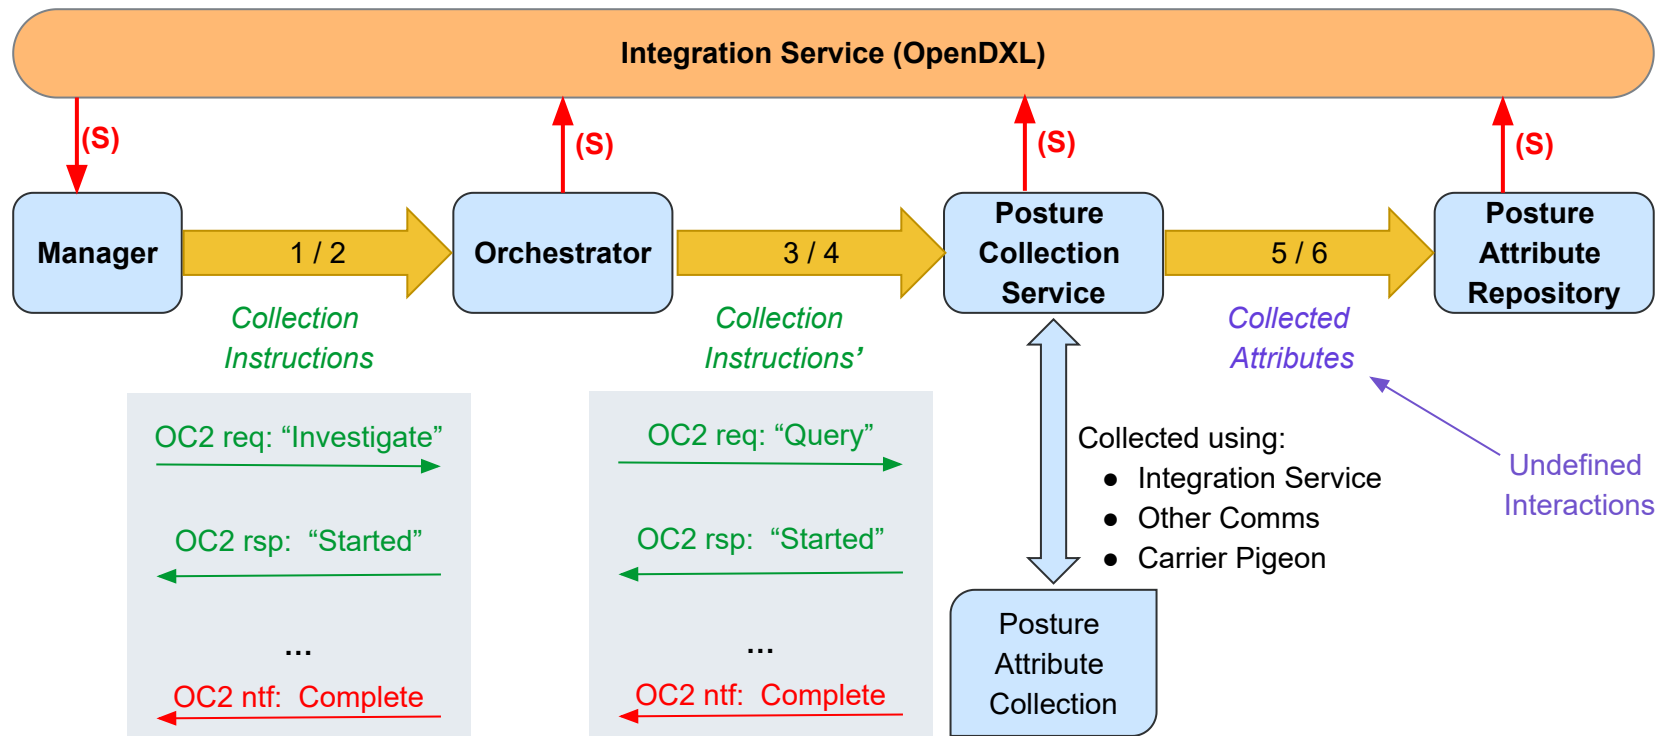 Integration Service (OpenDXL)
(S)
(S)
(S)
(S)
Manager
1 / 2
Orchestrator
3 / 4
Posture
Collection
Service
5 / 6
Posture
Attribute
Repository
Collection
Instructions
Collection
Instructions’
Collected
Attributes
OC2 req: “Investigate”
OC2 rsp: “Started”
...
OC2 ntf: Complete
OC2 req: “Query”
OC2 rsp: “Started”
...
OC2 ntf: Complete
Collected using:
● Integration Service
● Other Comms
● Carrier Pigeon
Undefined
Interactions
Posture
Attribute
Collection